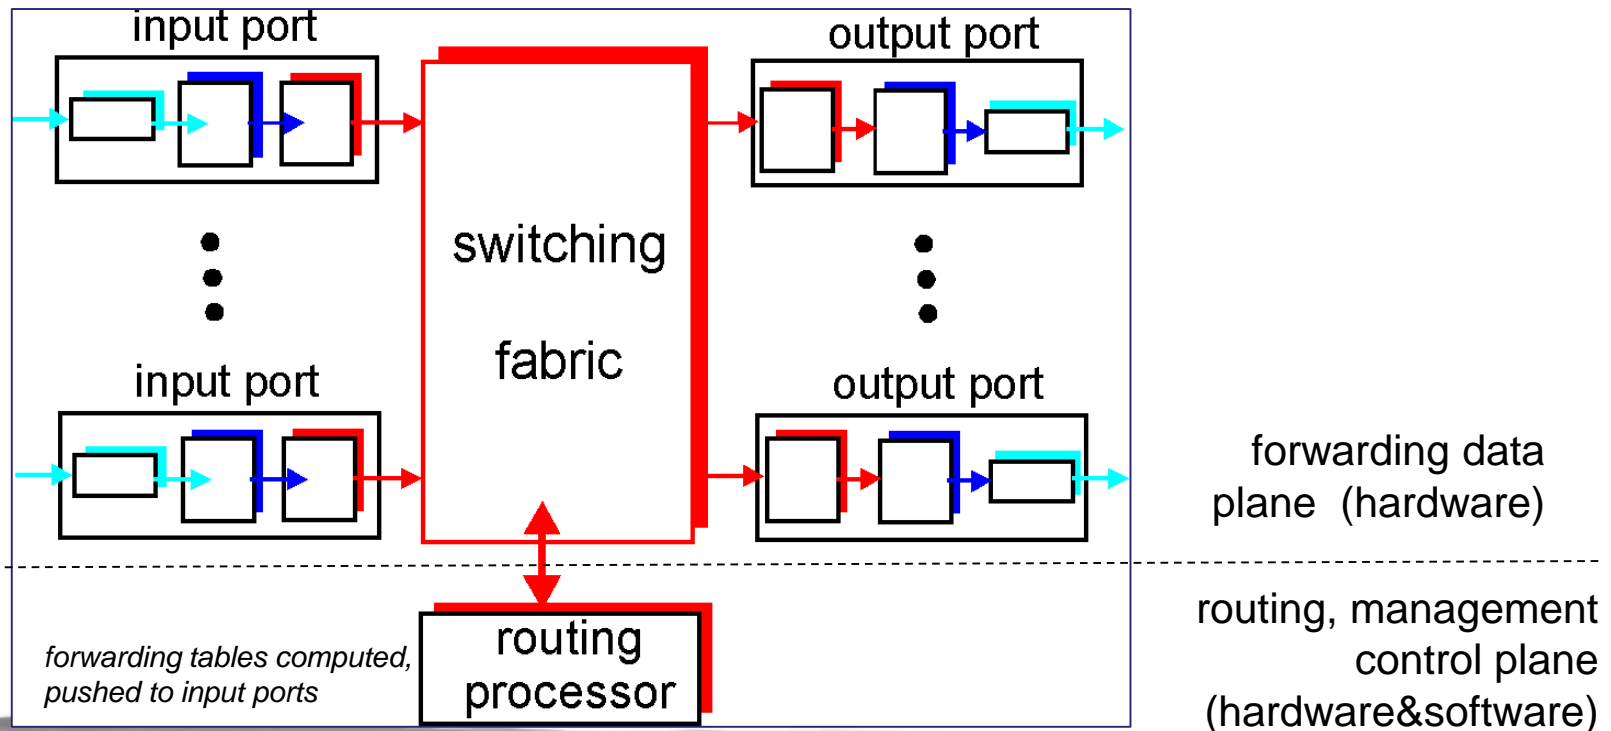 input port
output port
switching
fabric
input port
output port
forwarding data
plane (hardware)
forwarding tables computed,
pushed to input ports
routing
processor
routing, management
control plane
(hardware&software)